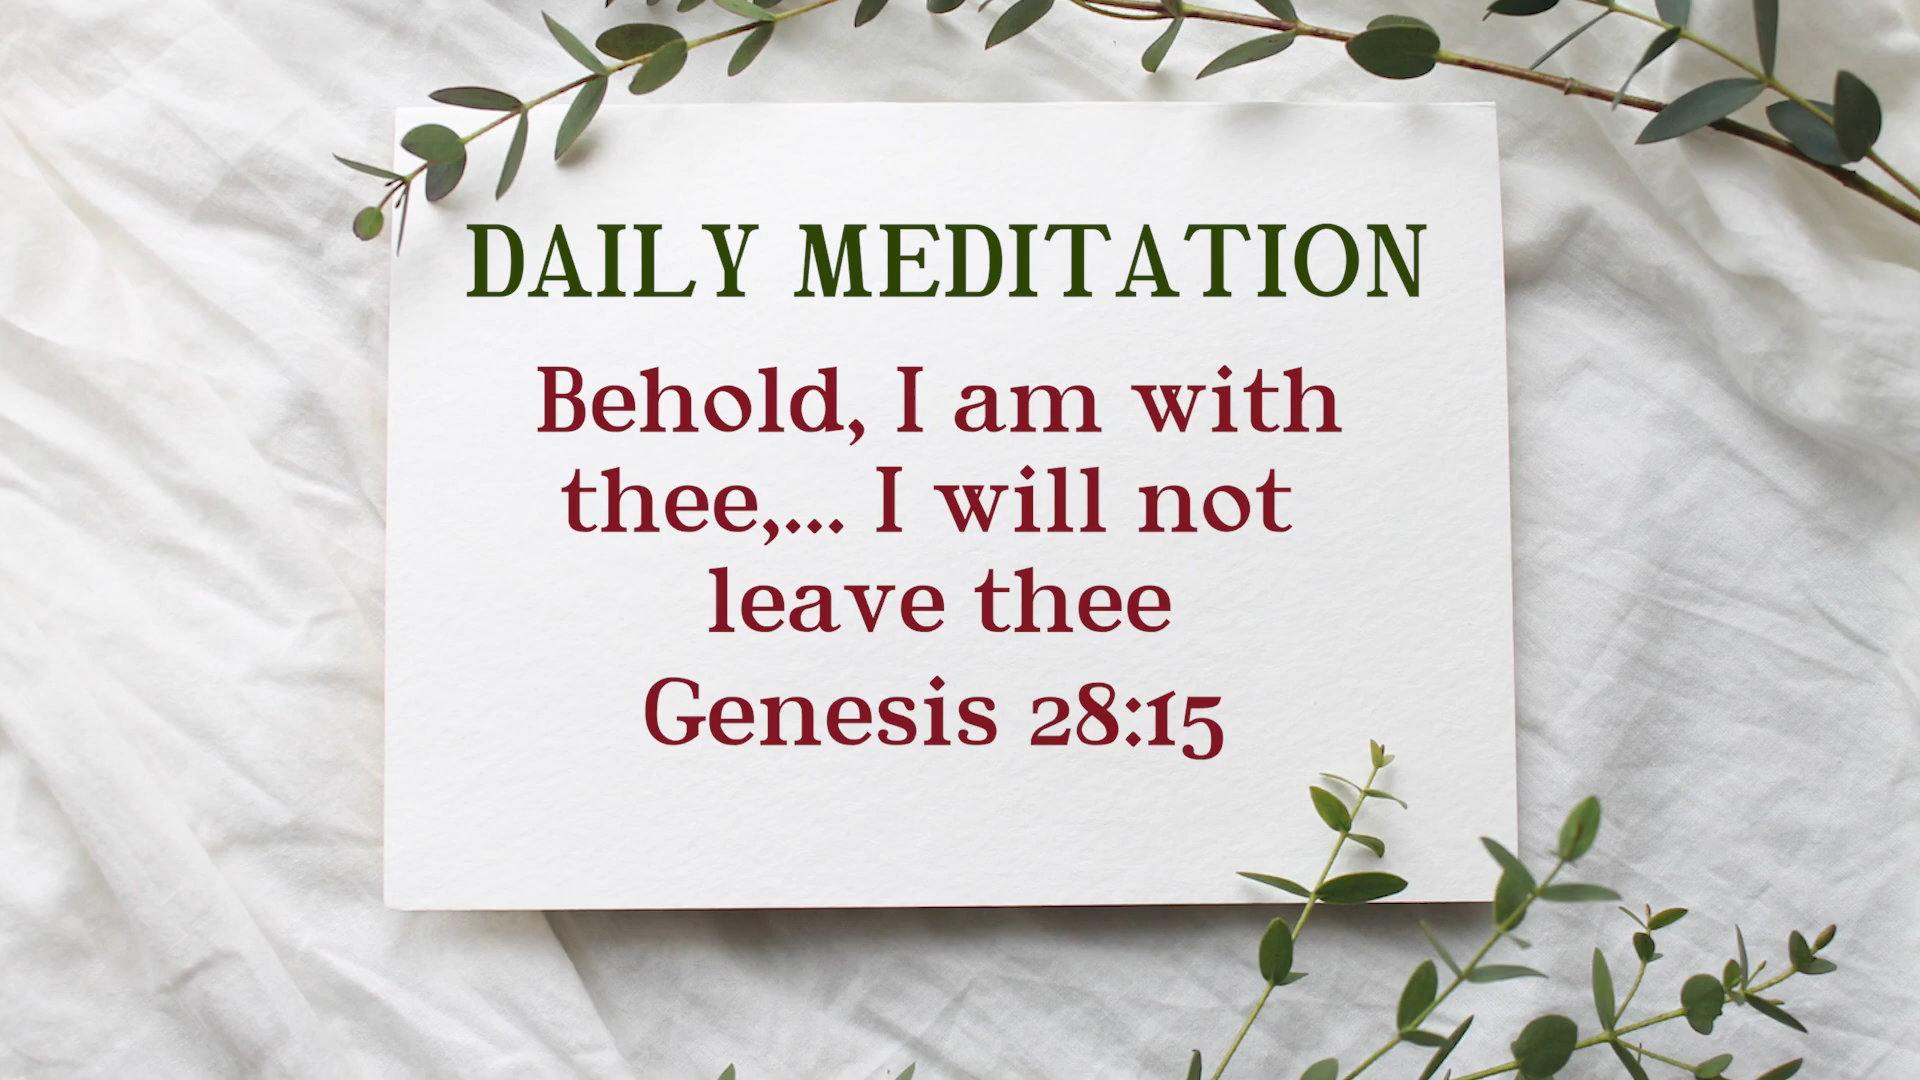 DAILY MEDITATION
Behold, I am with
thee,... I will not
leave thee
Genesis 28:15